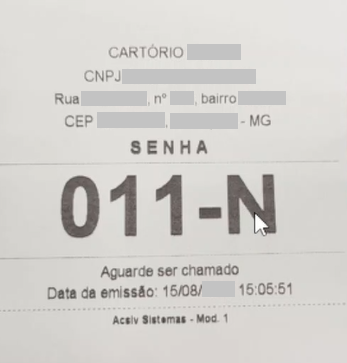 CARTÓRIO
CNPJ
Rua , nº , bairro
CEP , - MG
SENHA
011-N
Aguarde ser chamado
Data da emissão: 15/08/ 15:05:51
Acsiv Sistemas - Mod. 1